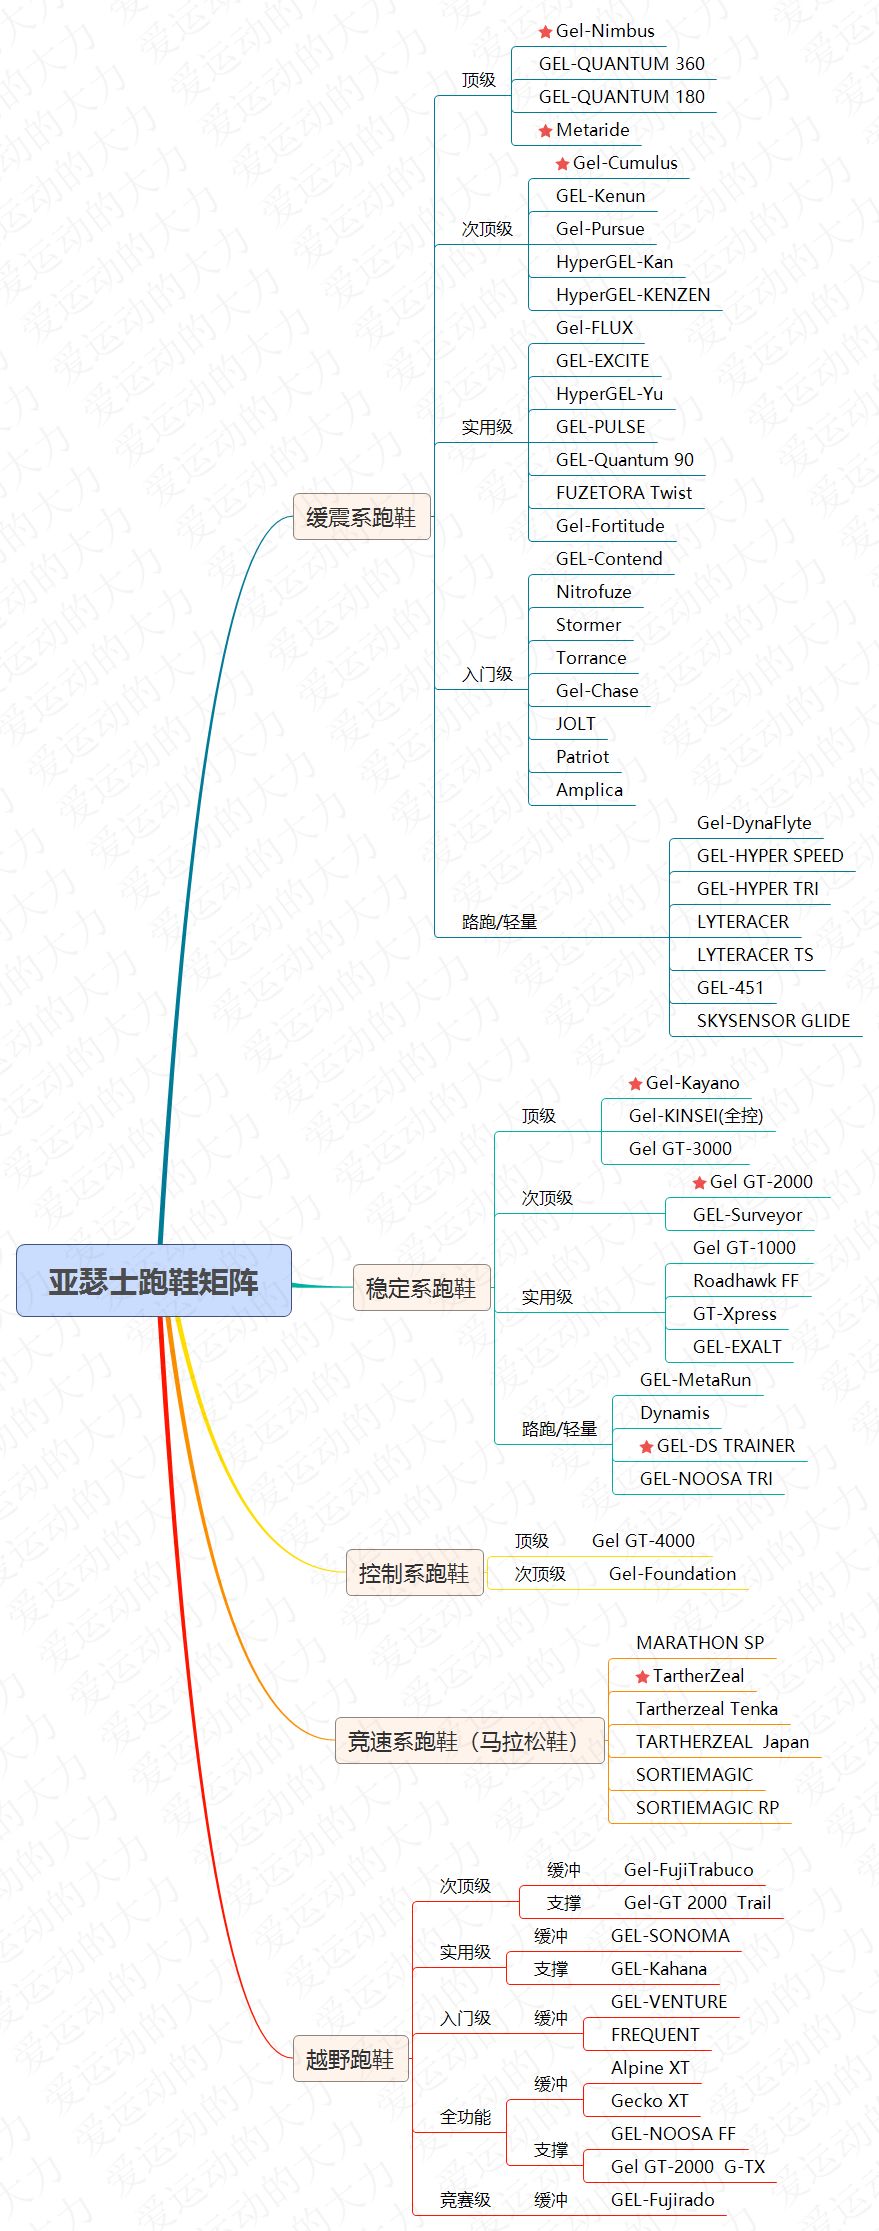 Gel-Nimbus
GEL-QUANTUM 360
顶级
GEL-QUANTUM 180
Metaride
Gel-Cumulus
GEL-Kenun
次顶级
Gel-Pursue
HyperGEL-Kan
HyperGEL-KENZEN
Gel-FLUX
GEL-EXCITE
HyperGEL-Yu
实用级
GEL-PULSE
GEL-Quantum 90
FUZETORA Twist
缓震系跑鞋
Gel-Fortitude
GEL-Contend
Nitrofuze
Stormer
Torrance
入门级
Gel-Chase
JOLT
Patriot
Amplica
Gel-DynaFlyte
GEL-HYPER SPEED
GEL-HYPER TRI
路跑/轻量
LYTERACER
LYTERACER TS
GEL-451
SKYSENSOR GLIDE
Gel-Kayano
顶级
Gel-KINSEI(全控)
Gel GT-3000
次顶级
Gel GT-2000
GEL-Surveyor
Gel GT-1000
亚瑟士跑鞋矩阵
稳定系跑鞋
Roadhawk FF
实用级
GT-Xpress
GEL-EXALT
GEL-MetaRun
Dynamis
路跑/轻量
GEL-DS TRAINER
GEL-NOOSA TRI
顶级
Gel GT-4000
控制系跑鞋
次顶级
Gel-Foundation
MARATHON SP
TartherZeal
Tartherzeal Tenka
竞速系跑鞋（马拉松鞋）
TARTHERZEAL Japan
SORTIEMAGIC
SORTIEMAGIC RP
次顶级
缓冲
Gel-FujiTrabuco
支撑
Gel-GT 2000 Trail
实用级
缓冲
GEL-SONOMA
支撑
GEL-Kahana
入门级
缓冲
GEL-VENTURE
FREQUENT
越野跑鞋
全功能
缓冲
Alpine XT
Gecko XT
支撑
GEL-NOOSA FF
Gel GT-2000 G-TX
竞赛级
缓冲
GEL-Fujirado
爱运动的大力